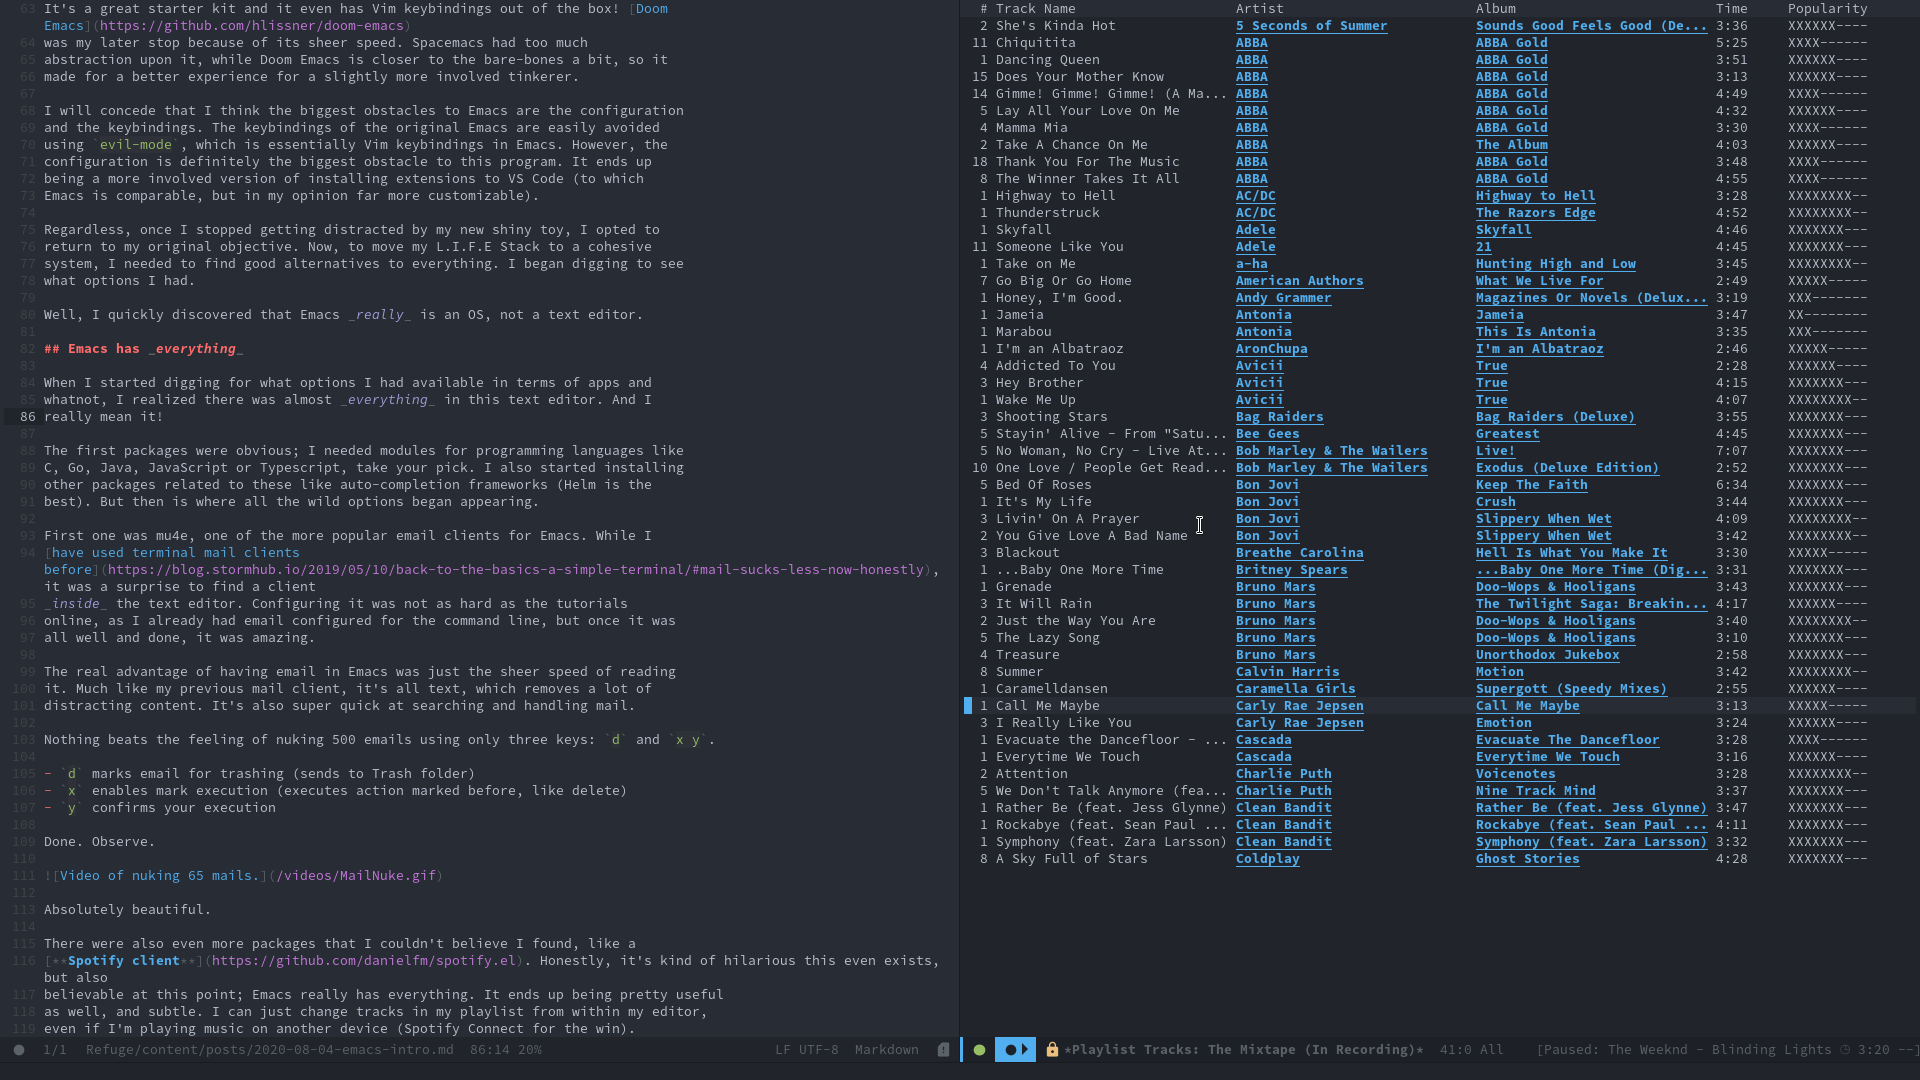 63 It's a great starter kit and it even has Vim keybindings out of the box! [Doom
Emacs](https://github.com/hlissner/doom-emacs)
64 was my later stop because of its sheer speed. Spacemacs had too much
65 abstraction upon it, while Doom Emacs is closer to the bare-bones a bit, so it
66 made for a better experience for a slightly more involved tinkerer.
67
68 I will concede that I think the biggest obstacles to Emacs are the configuration
69 and the keybindings. The keybindings of the original Emacs are easily avoided
70 using `evil-mode`, which is essentially Vim keybindings in Emacs. However, the
71 configuration is definitely the biggest obstacle to this program. It ends up
72 being a more involved version of installing extensions to VS Code (to which
73 Emacs is comparable, but in my opinion far more customizable).
74
75 Regardless, once I stopped getting distracted by my new shiny toy, I opted to
76 return to my original objective. Now, to move my L.I.F.E Stack to a cohesive
77 system, I needed to find good alternatives to everything. I began digging to see
78 what options I had.
79
80 Well, I quickly discovered that Emacs _really_ is an OS, not a text editor.
81
82 ## Emacs has _everything_
83
84 When I started digging for what options I had available in terms of apps and
85 whatnot, I realized there was almost _everything_ in this text editor. And I
86 really mean it!
87
88 The first packages were obvious; I needed modules for programming languages like
89 C, Go, Java, JavaScript or Typescript, take your pick. I also started installing
90 other packages related to these like auto-completion frameworks (Helm is the
91 best). But then is where all the wild options began appearing.
92
93 First one was mu4e, one of the more popular email clients for Emacs. While I
94 [have used terminal mail clients
before](https://blog.stormhub.io/2019/05/10/back-to-the-basics-a-simple-terminal/#mail-sucks-less-now-honestly),
it was a surprise to find a client
95 _inside_ the text editor. Configuring it was not as hard as the tutorials
96 online, as I already had email configured for the command line, but once it was
97 all well and done, it was amazing.
98
99 The real advantage of having email in Emacs was just the sheer speed of reading
100 it. Much like my previous mail client, it's all text, which removes a lot of
101 distracting content. It's also super quick at searching and handling mail.
102
103 Nothing beats the feeling of nuking 500 emails using only three keys: `d` and `x y`.
104
105 - `d` marks email for trashing (sends to Trash folder)
106 - `x` enables mark execution (executes action marked before, like delete)
107 - `y` confirms your execution
108
109 Done. Observe.
110
111 ![Video of nuking 65 mails.](/videos/MailNuke.gif)
112
113 Absolutely beautiful.
114
115 There were also even more packages that I couldn't believe I found, like a
116 [**Spotify client**](https://github.com/danielfm/spotify.el). Honestly, it's kind of hilarious this even exists,
but also
117 believable at this point; Emacs really has everything. It ends up being pretty useful
118 as well, and subtle. I can just change tracks in my playlist from within my editor,
119 even if I'm playing music on another device (Spotify Connect for the win).
1/1 Refuge/content/posts/2020-08-04-emacs-intro.md 86:14 20% LF UTF-8 Markdown
# Track Name Artist Album Time Popularity
2 She's Kinda Hot 5 Seconds of Summer Sounds Good Feels Good (De... 3:36 XXXXXX----
11 Chiquitita ABBA ABBA Gold 5:25 XXXX------
1 Dancing Queen ABBA ABBA Gold 3:51 XXXXXX----
15 Does Your Mother Know ABBA ABBA Gold 3:13 XXXX------
14 Gimme! Gimme! Gimme! (A Ma... ABBA ABBA Gold 4:49 XXXX------
5 Lay All Your Love On Me ABBA ABBA Gold 4:32 XXXXXX----
4 Mamma Mia ABBA ABBA Gold 3:30 XXXX------
2 Take A Chance On Me ABBA The Album 4:03 XXXXXX----
18 Thank You For The Music ABBA ABBA Gold 3:48 XXXX------
8 The Winner Takes It All ABBA ABBA Gold 4:55 XXXX------
1 Highway to Hell AC/DC Highway to Hell 3:28 XXXXXXXX--
1 Thunderstruck AC/DC The Razors Edge 4:52 XXXXXXXX--
1 Skyfall Adele Skyfall 4:46 XXXXXXX---
11 Someone Like You Adele 21 4:45 XXXXXXX---
1 Take on Me a-ha Hunting High and Low 3:45 XXXXXXXX--
7 Go Big Or Go Home American Authors What We Live For 2:49 XXXXX-----
1 Honey, I'm Good. Andy Grammer Magazines Or Novels (Delux... 3:19 XXX-------
1 Jameia Antonia Jameia 3:47 XX--------
1 Marabou Antonia This Is Antonia 3:35 XXX-------
1 I'm an Albatraoz AronChupa I'm an Albatraoz 2:46 XXXXX-----
4 Addicted To You Avicii True 2:28 XXXXXXX---
3 Hey Brother Avicii True 4:15 XXXXXXX---
1 Wake Me Up Avicii True 4:07 XXXXXXX---
3 Shooting Stars Bag Raiders Bag Raiders (Deluxe) 3:55 XXXXXX----
5 Stayin' Alive - From "Satu... Bee Gees Greatest 4:45 XXXXXXX---
5 No Woman, No Cry - Live At... Bob Marley & The Wailers Live! 7:07 XXXXXX----
10 One Love / People Get Read... Bob Marley & The Wailers Exodus (Deluxe Edition) 2:52 XXXXXXX---
5 Bed Of Roses Bon Jovi Keep The Faith 6:34 XXXXXXX---
1 It's My Life Bon Jovi Crush 3:44 XXXXXXX---
3 Livin' On A Prayer Bon Jovi Slippery When Wet 4:09 XXXXXXX---
2 You Give Love A Bad Name Bon Jovi Slippery When Wet 3:42 XXXXXXX---
3 Blackout Breathe Carolina Hell Is What You Make It 3:30 XXXXXX----
1 ...Baby One More Time Britney Spears ...Baby One More Time (Dig... 3:31 XXXXXXX---
1 Grenade Bruno Mars Doo-Wops & Hooligans 3:43 XXXXXX----
3 It Will Rain Bruno Mars The Twilight Saga: Breakin... 4:17 XXXXXX----
2 Just the Way You Are Bruno Mars Doo-Wops & Hooligans 3:40 XXXXXXX---
5 The Lazy Song Bruno Mars Doo-Wops & Hooligans 3:10 XXXXXXX---
4 Treasure Bruno Mars Unorthodox Jukebox 2:58 XXXXXXX---
8 Summer Calvin Harris Motion 3:42 XXXXXXX---
1 Caramelldansen Caramella Girls Supergott (Speedy Mixes) 2:55 XXXXX-----
1 Call Me Maybe Carly Rae Jepsen Call Me Maybe 3:13 XXXXX-----
3 I Really Like You Carly Rae Jepsen Emotion 3:24 XXXXXX----
1 Evacuate the Dancefloor - ... Cascada Evacuate The Dancefloor 3:28 XXXX------
1 Everytime We Touch Cascada Everytime We Touch 3:16 XXXXXXX---
2 Attention Charlie Puth Voicenotes 3:28 XXXXXXXX--
5 We Don't Talk Anymore (fea... Charlie Puth Nine Track Mind 3:37 XXXXXXX---
1 Rather Be (feat. Jess Glynne) Clean Bandit Rather Be (feat. Jess Glynne) 3:47 XXXXXXX---
1 Rockabye (feat. Sean Paul ... Clean Bandit Rockabye (feat. Sean Paul ... 4:11 XXXXXXX---
1 Symphony (feat. Zara Larsson) Clean Bandit Symphony (feat. Zara Larsson) 3:32 XXXXXXX---
8 A Sky Full of Stars Coldplay Ghost Stories 4:28 XXXXXXX---
*Playlist Tracks: The Mixtape (In Recording)* 41:0 All [Paused: The Weeknd - Blinding Lights 3:20 --]